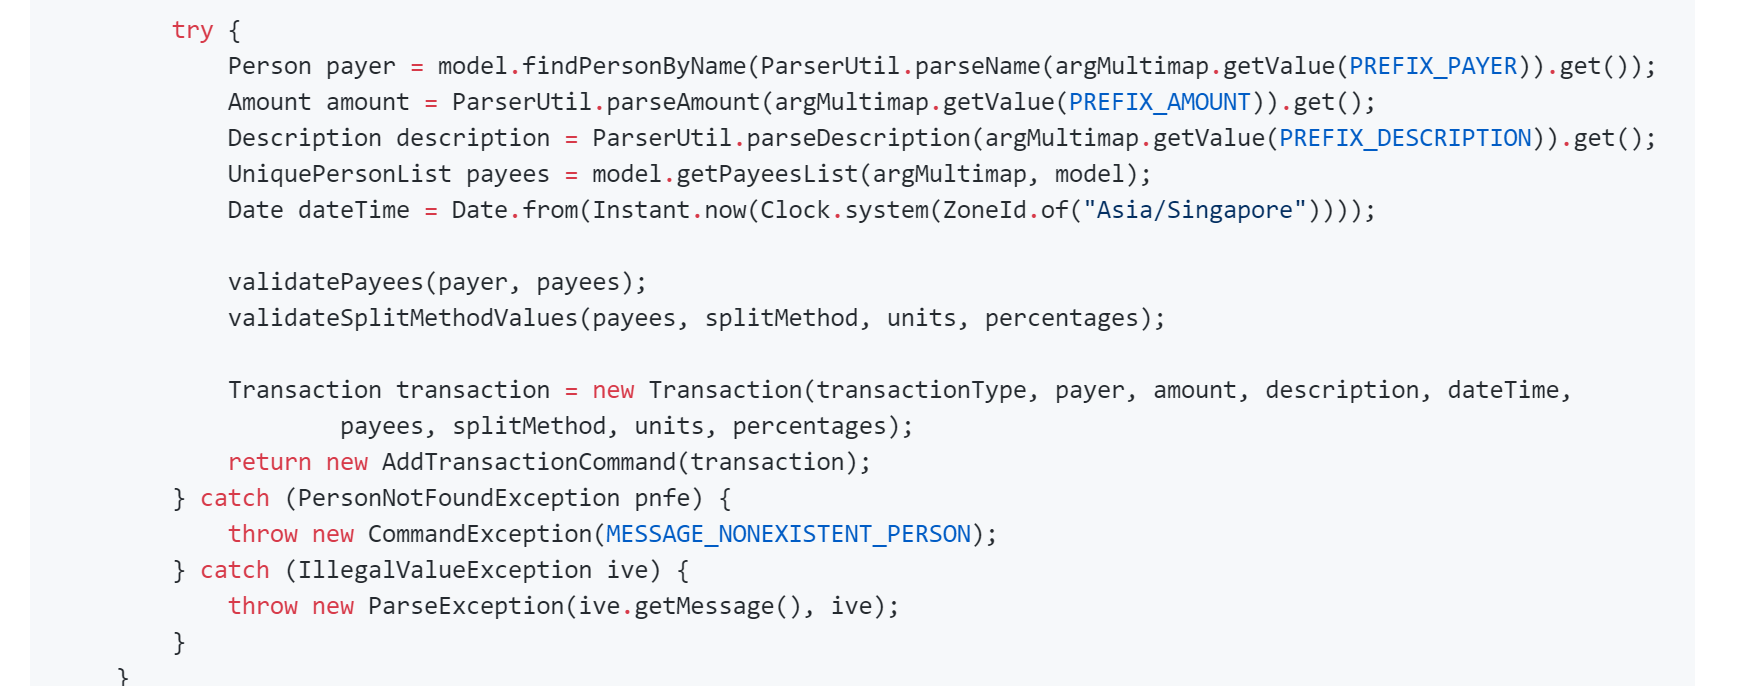 try {
Person payer = model.findPersonByName(ParserUtil.parseName(argMultimap.getValue(PREFIX_PAYER)).get());
Amount amount = ParserUtil.parseAmount(argMultimap.getValue(PREFIX_AMOUNT)).get();
Description description = ParserUtil.parseDescription(argMultimap.getValue(PREFIX_DESCRIPTION)).get();
UniquePersonList payees = model.getPayeesList(argMultimap, model);
Date dateTime = Date.from(Instant.now(Clock.system(ZoneId.of("Asia/Singapore"))));
validatePayees(payer, payees);
validateSplitMethodValues(payees, splitMethod, units, percentages);
Transaction transaction = new Transaction(transactionType, payer, amount, description, dateTime,
payees, splitMethod, units, percentages);
return new AddTransactionCommand(transaction);
} catch (PersonNotFoundException pnfe) {
throw new CommandException(MESSAGE_NONEXISTENT_PERSON);
} catch (IllegalValueException ive) {
throw new ParseException(ive.getMessage(), ive);
}
}